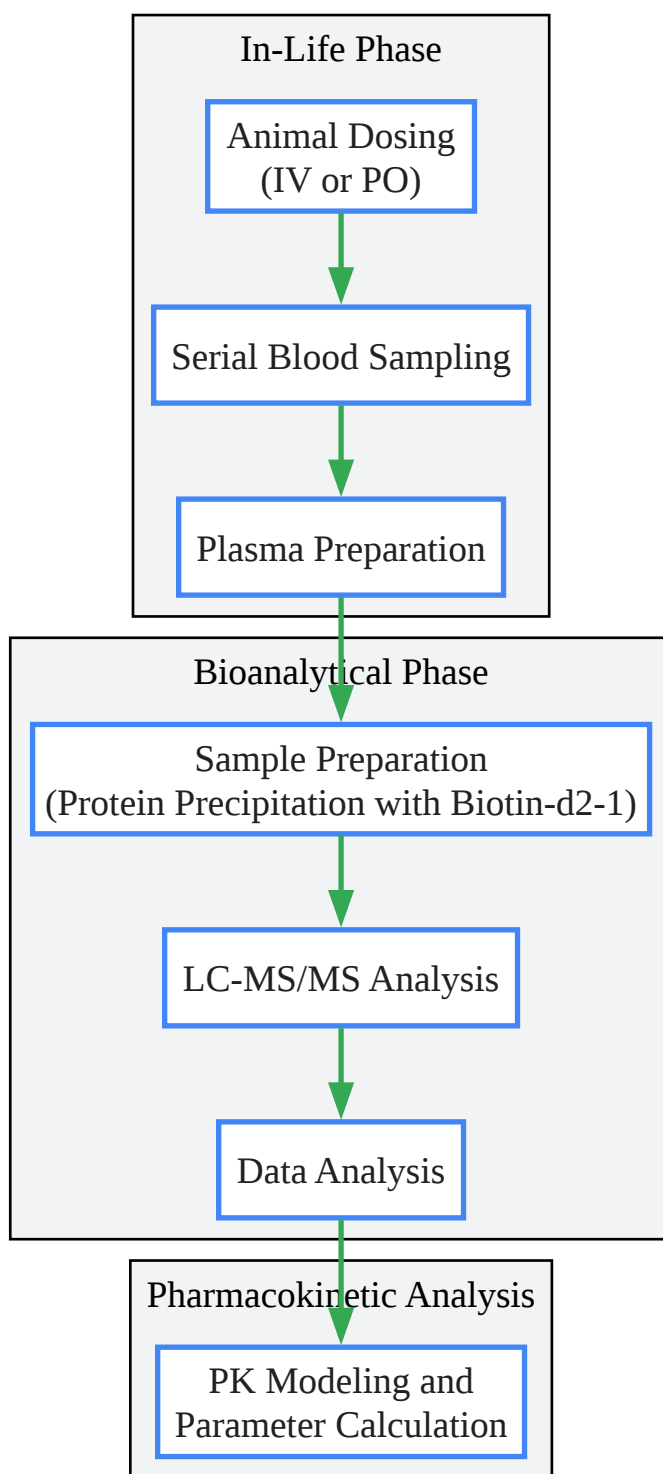 In-Life Phase
Animal Dosing
(IV or PO)
Serial Blood Sampling
Plasma Preparation
Bioanalytical Phase
Sample Preparation
(Protein Precipitation with Biotin-d2-1)
LC-MS/MS Analysis
Data Analysis
Pharmacokinetic Analysis
PK Modeling and
Parameter Calculation